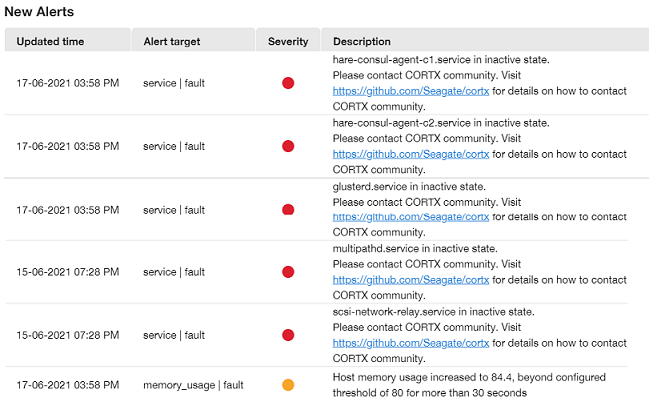 New Alerts
Updated time Alert target Severity Description
hare-consul-agent-c1.service in inactive state.
Please contact CORTX community. Visit
17-06-2021 03:58 PM service | fault
https://github.com/Seagate/cortx for details on how to contact
CORTX community.
hare-consul-agent-c2.service in inactive state.
Please contact CORTX community. Visit
17-06-2021 03:58 PM service | fault
https://github.com/Seagate/cortx for details on how to contact
CORTX community.
glusterd.service in inactive state.
Please contact CORTX community. Visit
17-06-2021 03:58 PM service | fault
https://github.com/Seagate/cortx for details on how to contact
CORTX community.
multipathd.service in inactive state.
Please contact CORTX community. Visit
15-06-2021 07:28 PM service | fault
https://github.com/Seagate/cortx for details on how to contact
CORTX community.
scsi-network-relay.service in inactive state.
Please contact CORTX community. Visit
15-06-2021 07:28 PM service | fault
https://github.com/Seagate/cortx for details on how to contact
CORTX community.
17-06-2021 03:58 PM memory_usage | fault
Host memory usage increased to 84.4, beyond configured
threshold of 80 for more than 30 seconds